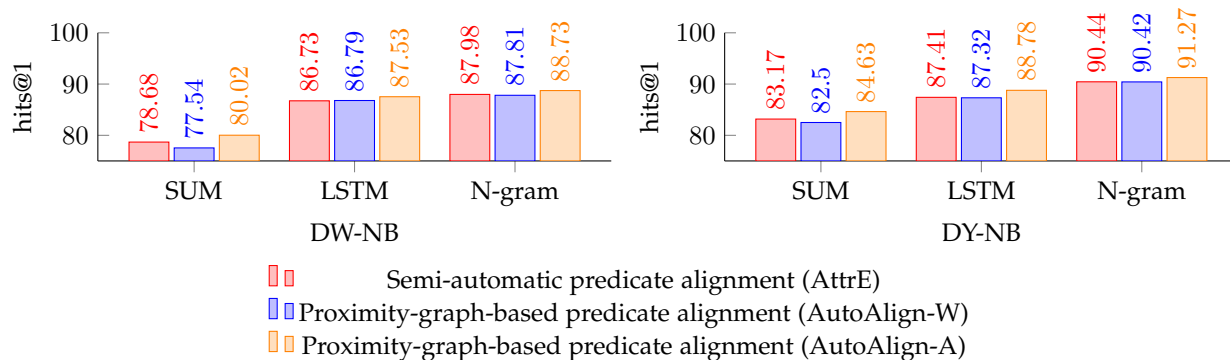 100
90
80
hits@1
78.68
77.54
80.02
86.73
86.79
87.53
87.98
87.81
88.73
SUM
LSTM
N-gram
DW-NB
100
90
80
hits@1
83.17
82.5
84.63
87.41
87.32
88.78
90.44
90.42
91.27
SUM
LSTM
N-gram
DY-NB
Semi-automatic predicate alignment (AttrE)
Proximity-graph-based predicate alignment (AutoAlign-W)
Proximity-graph-based predicate alignment (AutoAlign-A)